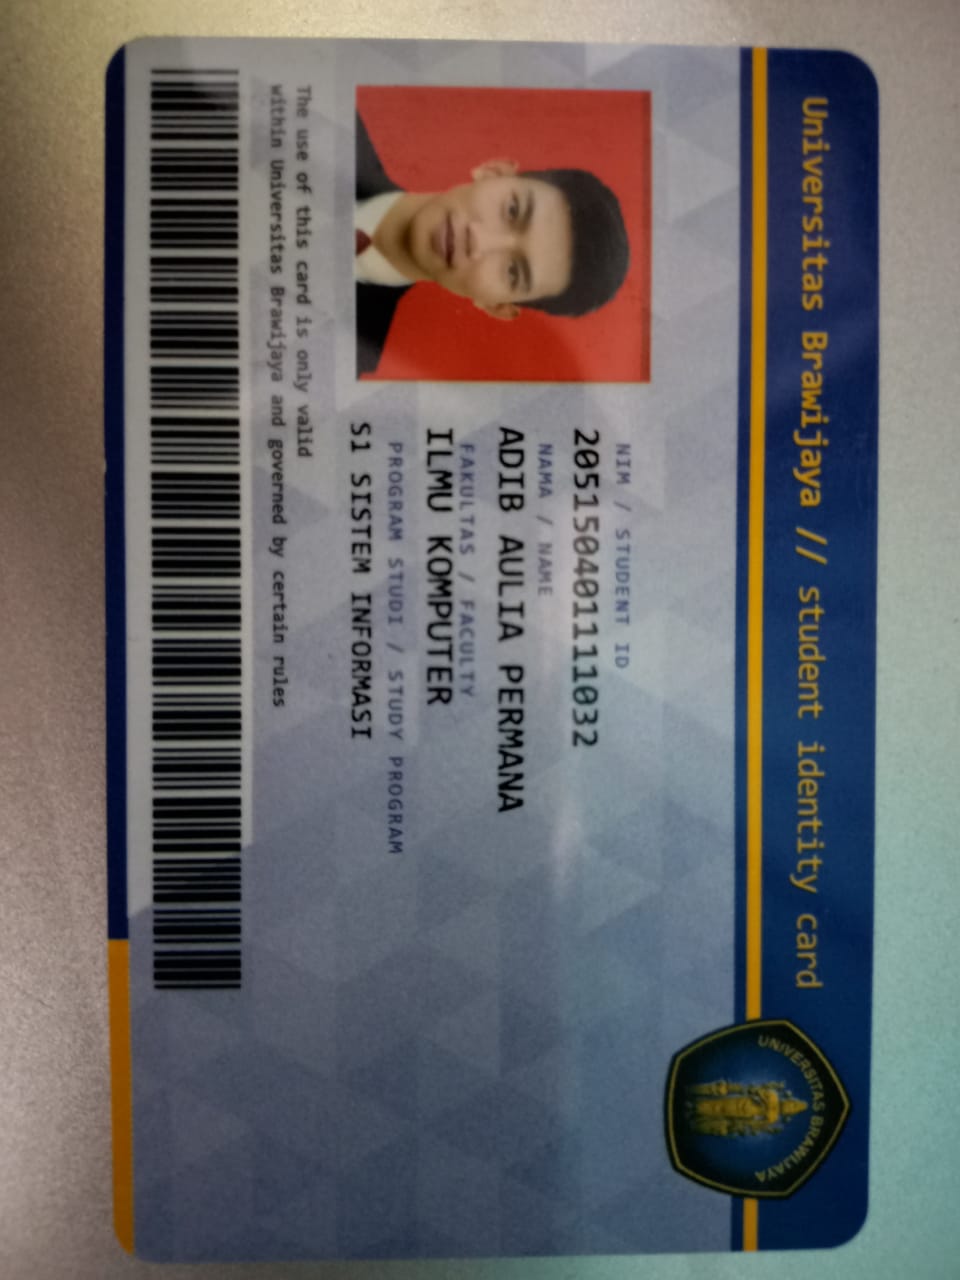 Universitas Brawijaya // student identity card
UNIVERSITAS BRAWIJAYA
NIM / STUDENT ID
205150401111032
NAMA / NAME
ADIB AULIA PERMANA
FAKULTAS / FACULTY
ILMU KOMPUTER
PROGRAM STUDI / STUDY PROGRAM
S1 SISTEM INFORMASI
The use of this card is only valid
within Universitas Brawijaya and governed by certain rules